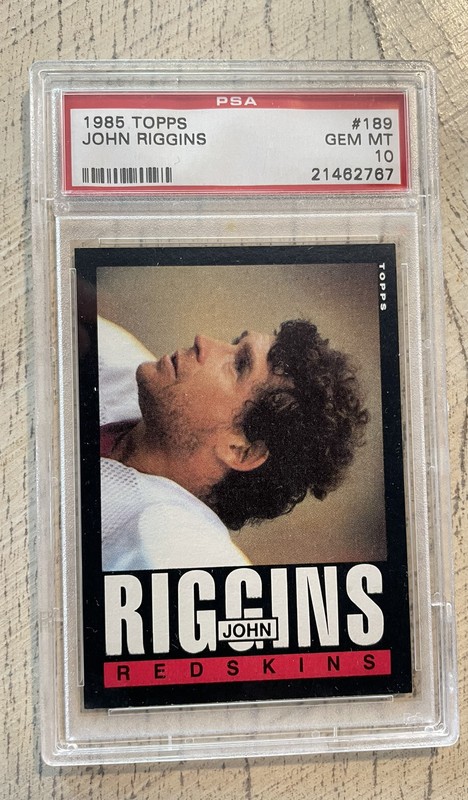 PSA
1985 TOPPS #189
JOHN RIGGINS GEM MT
10
21462767
TOPPS
RIGGINS
JOHN
REDSKINS